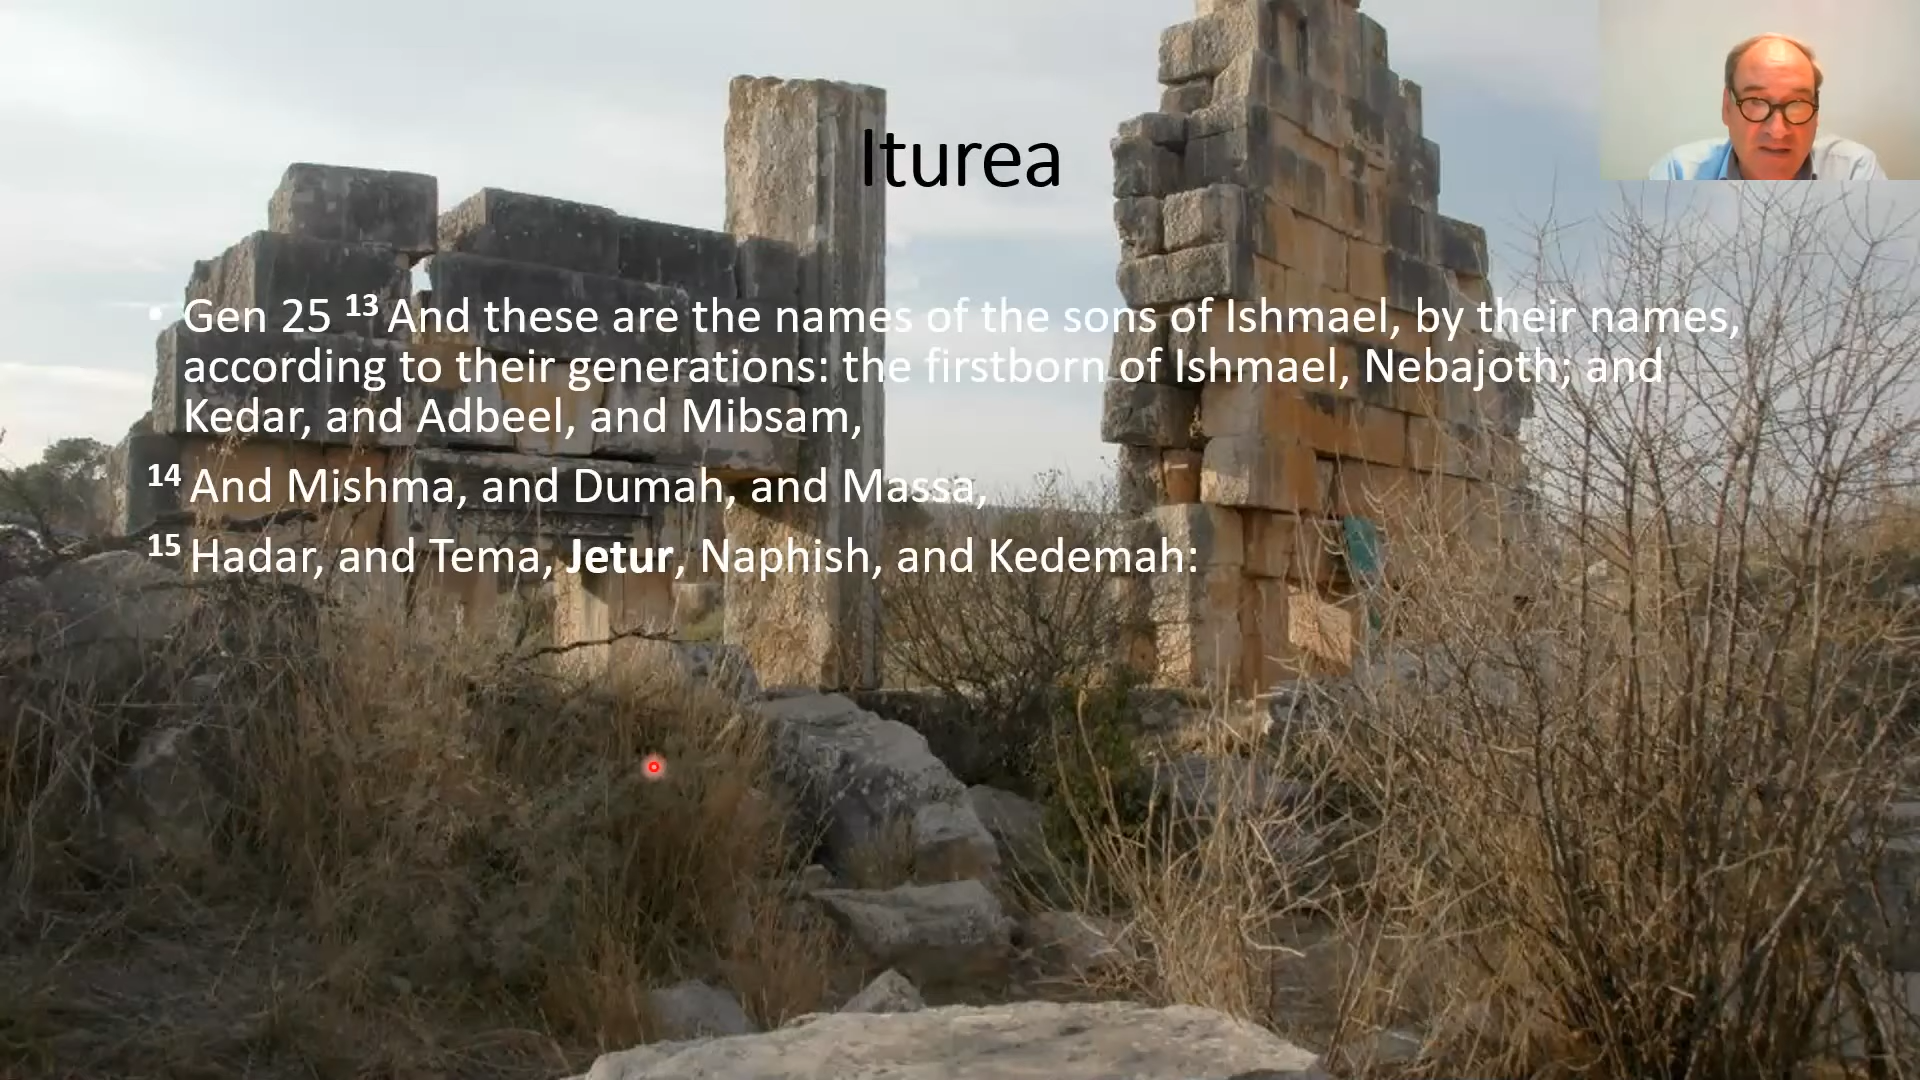 Iturea
• Gen 25 13 And these are the names of the sons of Ishmael, by their names,
according to their generations: the firstborn of Ishmael, Nebajoth; and
Kedar, and Adbeel, and Mibsam,
14 And Mishma, and Dumah, and Massa,
15 Hadar, and Tema, Jetur, Naphish, and Kedemah: